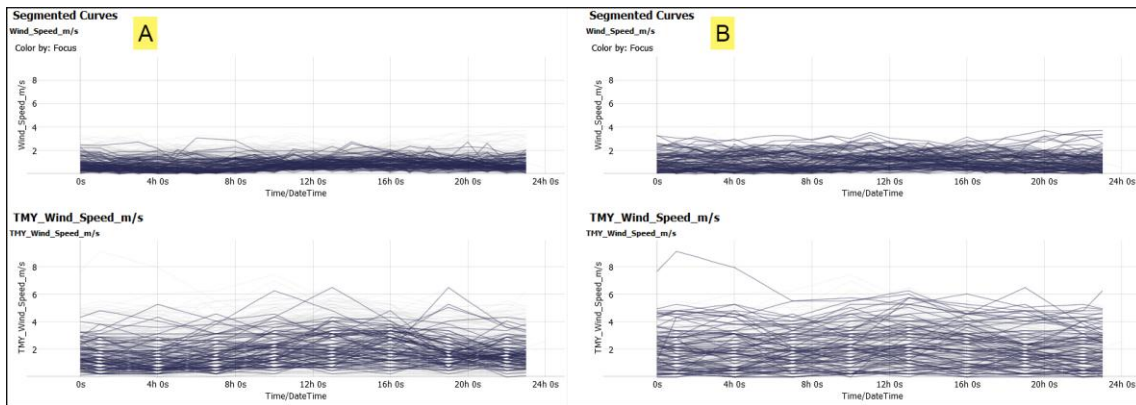 Segmented Curves
Wind_Speed_m/s
A
Color by: Focus
Wind_Speed_m/s
8
6
4
2
0s 4h 0s 8h 0s 12h 0s 16h 0s 20h 0s 24h 0s
Time/DateTime
TMY_Wind_Speed_m/s
TMY_Wind_Speed_m/s
TMY_Wind_Speed_m/s
8
6
4
2
0s 4h 0s 8h 0s 12h 0s 16h 0s 20h 0s 24h 0s
Time/DateTime
Segmented Curves
Wind_Speed_m/s
B
Color by: Focus
Wind_Speed_m/s
8
6
4
2
0s 4h 0s 8h 0s 12h 0s 16h 0s 20h 0s 24h 0s
Time/DateTime
TMY_Wind_Speed_m/s
TMY_Wind_Speed_m/s
TMY_Wind_Speed_m/s
8
6
4
2
0s 4h 0s 8h 0s 12h 0s 16h 0s 20h 0s 24h 0s
Time/DateTime